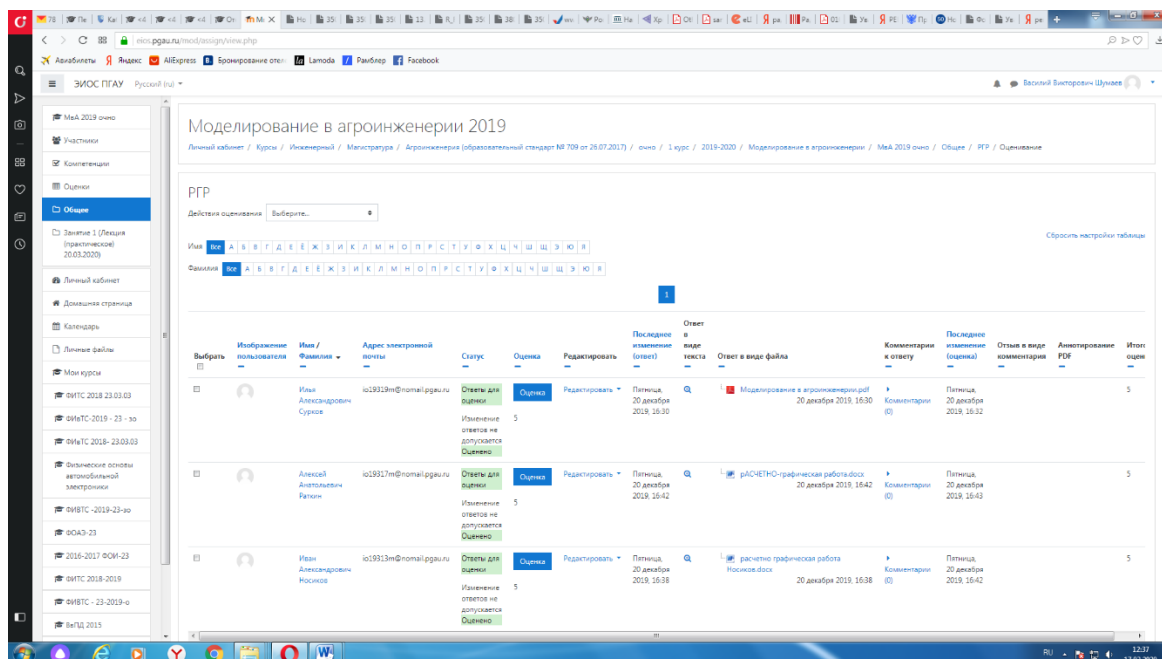 eios.pgau.ru/mod/assign/view.php
Авиабилеты Яндекс AliExpress Бронирование отел Lamoda Рамблер Facebook
ЭИОС ПГАУ Русский (ru)
Василий Викторович Шумаев
МвА 2019 очно
Участники
Компетенции
Оценки
Общее
Занятие 1 (Лекция
(практическое)
20.03.2020)
Личный кабинет
Домашняя страница
Календарь
Личные файлы
Мои курсы
ФИТС 2018 23.03.03
ФИвТС-2019 - 23 - зо
ФИвТС 2018- 23.03.03
Физические основы
автомобильной
электроники
ФИВТС -2019-23-зо
ФОАЭ-23
2016-2017 ФОИ-23
ФИТС 2018-2019
ФИВТС - 23-2019-о
ВеПД 2015
Моделирование в агроинженерии 2019
Личный кабинет / Курсы / Инженерный / Магистратура / Агроинженерия (образовательный стандарт № 709 от 26.07.2017) / очно / 1 курс / 2019-2020 / Моделирование в агроинженерии / МвА 2019 очно / Общее / РГР / Оценивание
РГР
Действия оценивания Выберите...
Сбросить настройки таблицы
Имя Все А Б В Г Д Е Ё Ж З И К Л М Н О П Р С Т У Ф Х Ц Ч Ш Щ Э Ю Я
Фамилия Все А Б В Г Д Е Ё Ж З И К Л М Н О П Р С Т У Ф Х Ц Ч Ш Щ Э Ю Я
1
Выбрать
Изображение
пользователя
Имя /
Фамилия
Адрес электронной
почты
Статус
Оценка
Редактировать
Последнее
изменение
(ответ)
Ответ
в
виде
текста
Ответ в виде файла
Комментарии
к ответу
Последнее
изменение
(оценка)
Отзыв в виде
комментария
Аннотирование
PDF
Итого
оцен
Илья
Александрович
Сурков
io19319m@nomail.pgau.ru
Ответы для
оценки
Изменение
ответов не
допускается
Оценено
Оценка
5
Редактировать
Пятница,
20 декабря
2019, 16:30
Моделирование в агроинженерии.pdf
20 декабря 2019, 16:30
Комментарии
(0)
Пятница,
20 декабря
2019, 16:32
5
Алексей
Анатольевич
Раткин
io19317m@nomail.pgau.ru
Ответы для
оценки
Изменение
ответов не
допускается
Оценено
Оценка
5
Редактировать
Пятница,
20 декабря
2019, 16:42
рАСЧЕТНО-графическая работа.docx
20 декабря 2019, 16:42
Комментарии
(0)
Пятница,
20 декабря
2019, 16:43
5
Иван
Александрович
Носиков
io19313m@nomail.pgau.ru
Ответы для
оценки
Изменение
ответов не
допускается
Оценено
Оценка
5
Редактировать
Пятница,
20 декабря
2019, 16:38
расчетно графическая работа
Носиков.docx
20 декабря 2019, 16:38
Комментарии
(0)
Пятница,
20 декабря
2019, 16:42
5
RU
12:37